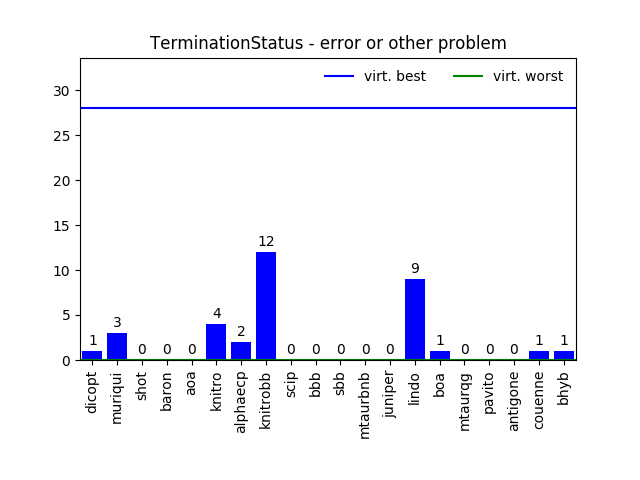 TerminationStatus - error or other problem
virt. best virt. worst
30
25
20
15
10
5
0
1 3 0 0 0 4 2 12 0 0 0 0 0 9 1 0 0 0 1 1
dicopt
muriqui
shot
baron
aoa
knitro
alphaecp
knitrobb
scip
bbb
sbb
mtaurbnb
juniper
lindo
boa
mtaurqg
pavito
antigone
couenne
bhyb